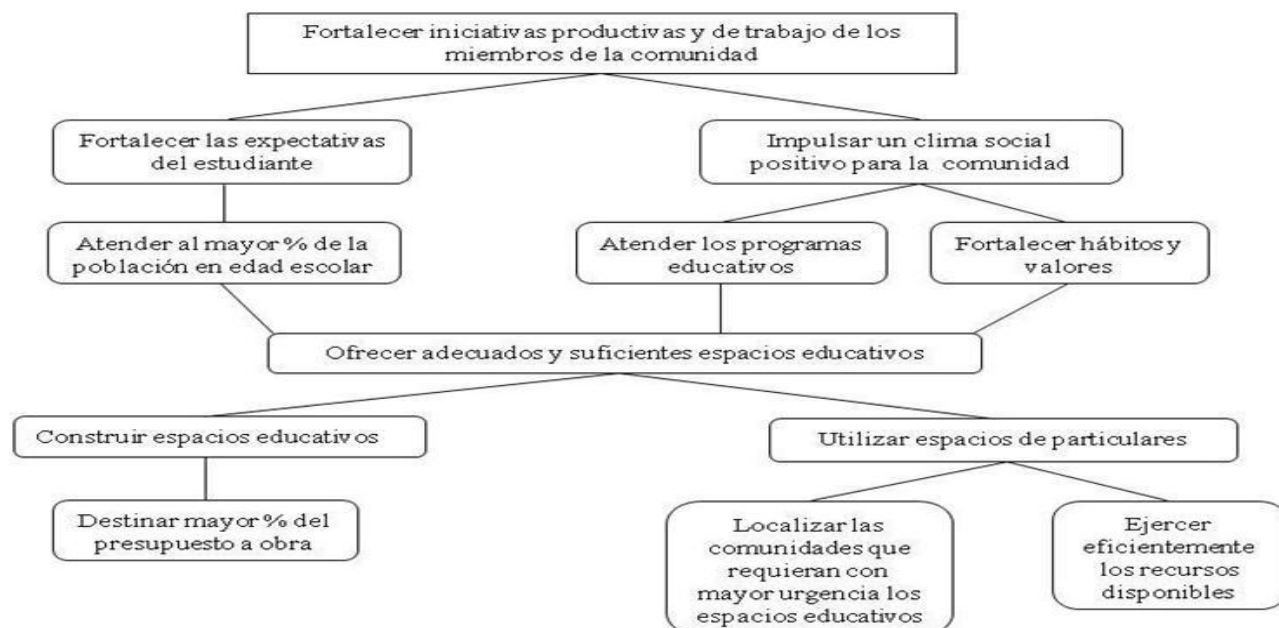 Fortalecer iniciativas productivas y de trabajo de los
miembros de la comunidad
Fortalecer las expectativas
del estudiante
Impulsar un clima social
positivo para la comunidad
Atender al mayor % de la
población en edad escolar
Atender los programas
educativos
Fortalecer hábitos y
valores
Ofrecer adecuados y suficientes espacios educativos
Construir espacios educativos
Utilizar espacios de particulares
Destinar mayor % del
presupuesto a obra
Localizar las
comunidades que
requieran con
mayor urgencia los
espacios educativos
Ejercer
eficientemente
los recursos
disponibles